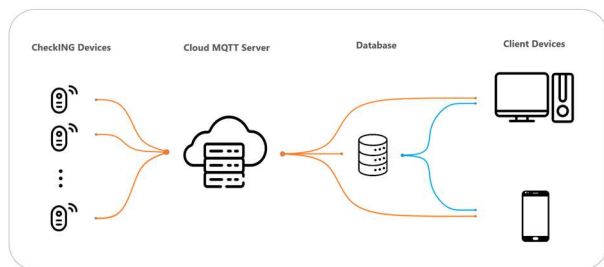 CheckING Devices
Cloud MQTT Server
Database
Client Devices